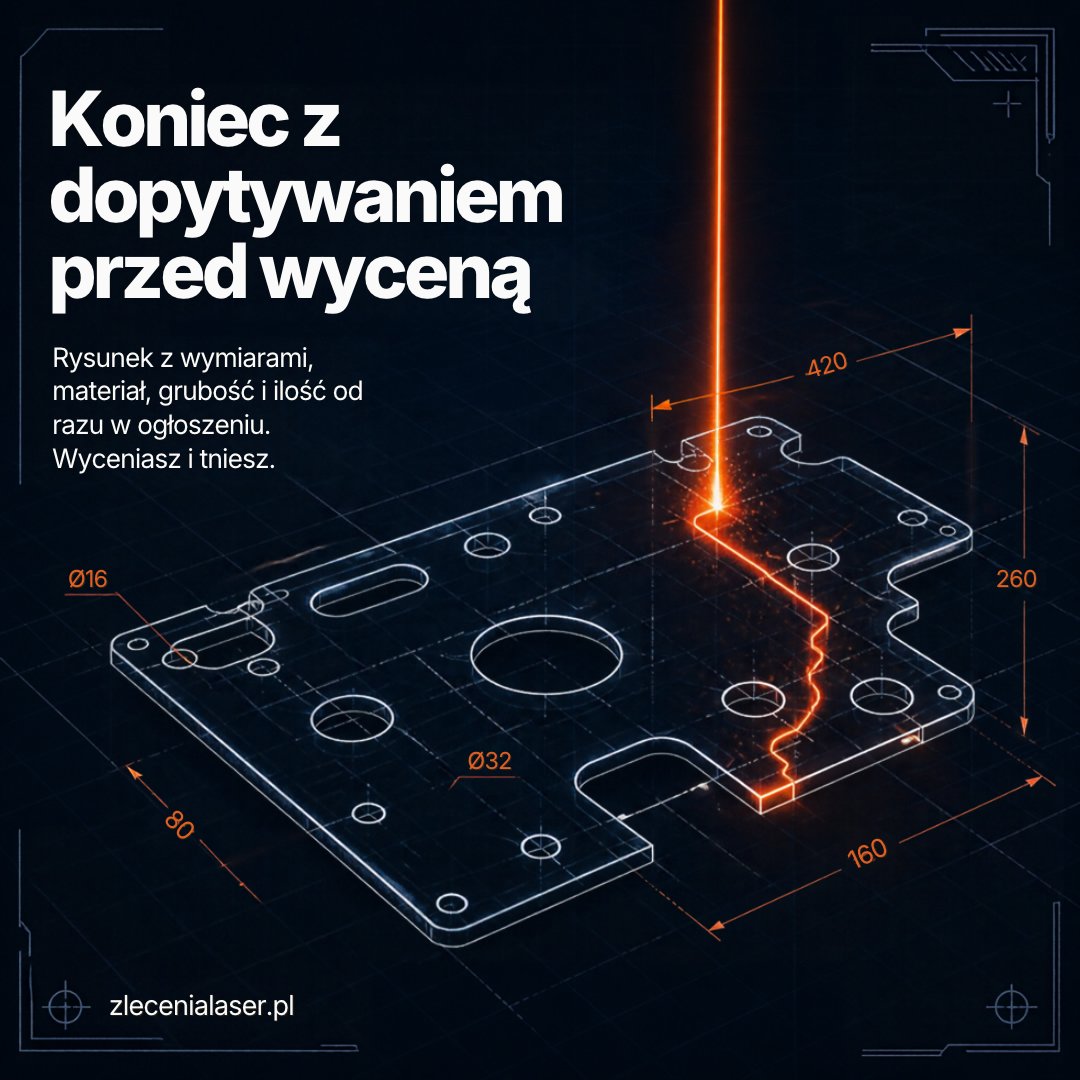 Koniec z
dopytywaniem
przed wyceną
Rysunek z wymiarami,
materiał, grubość i ilość od
razu w ogłoszeniu.
Wyceniasz i tniesz.
420
260
Ø16
Ø32
80
160
zlecenialaser.pl